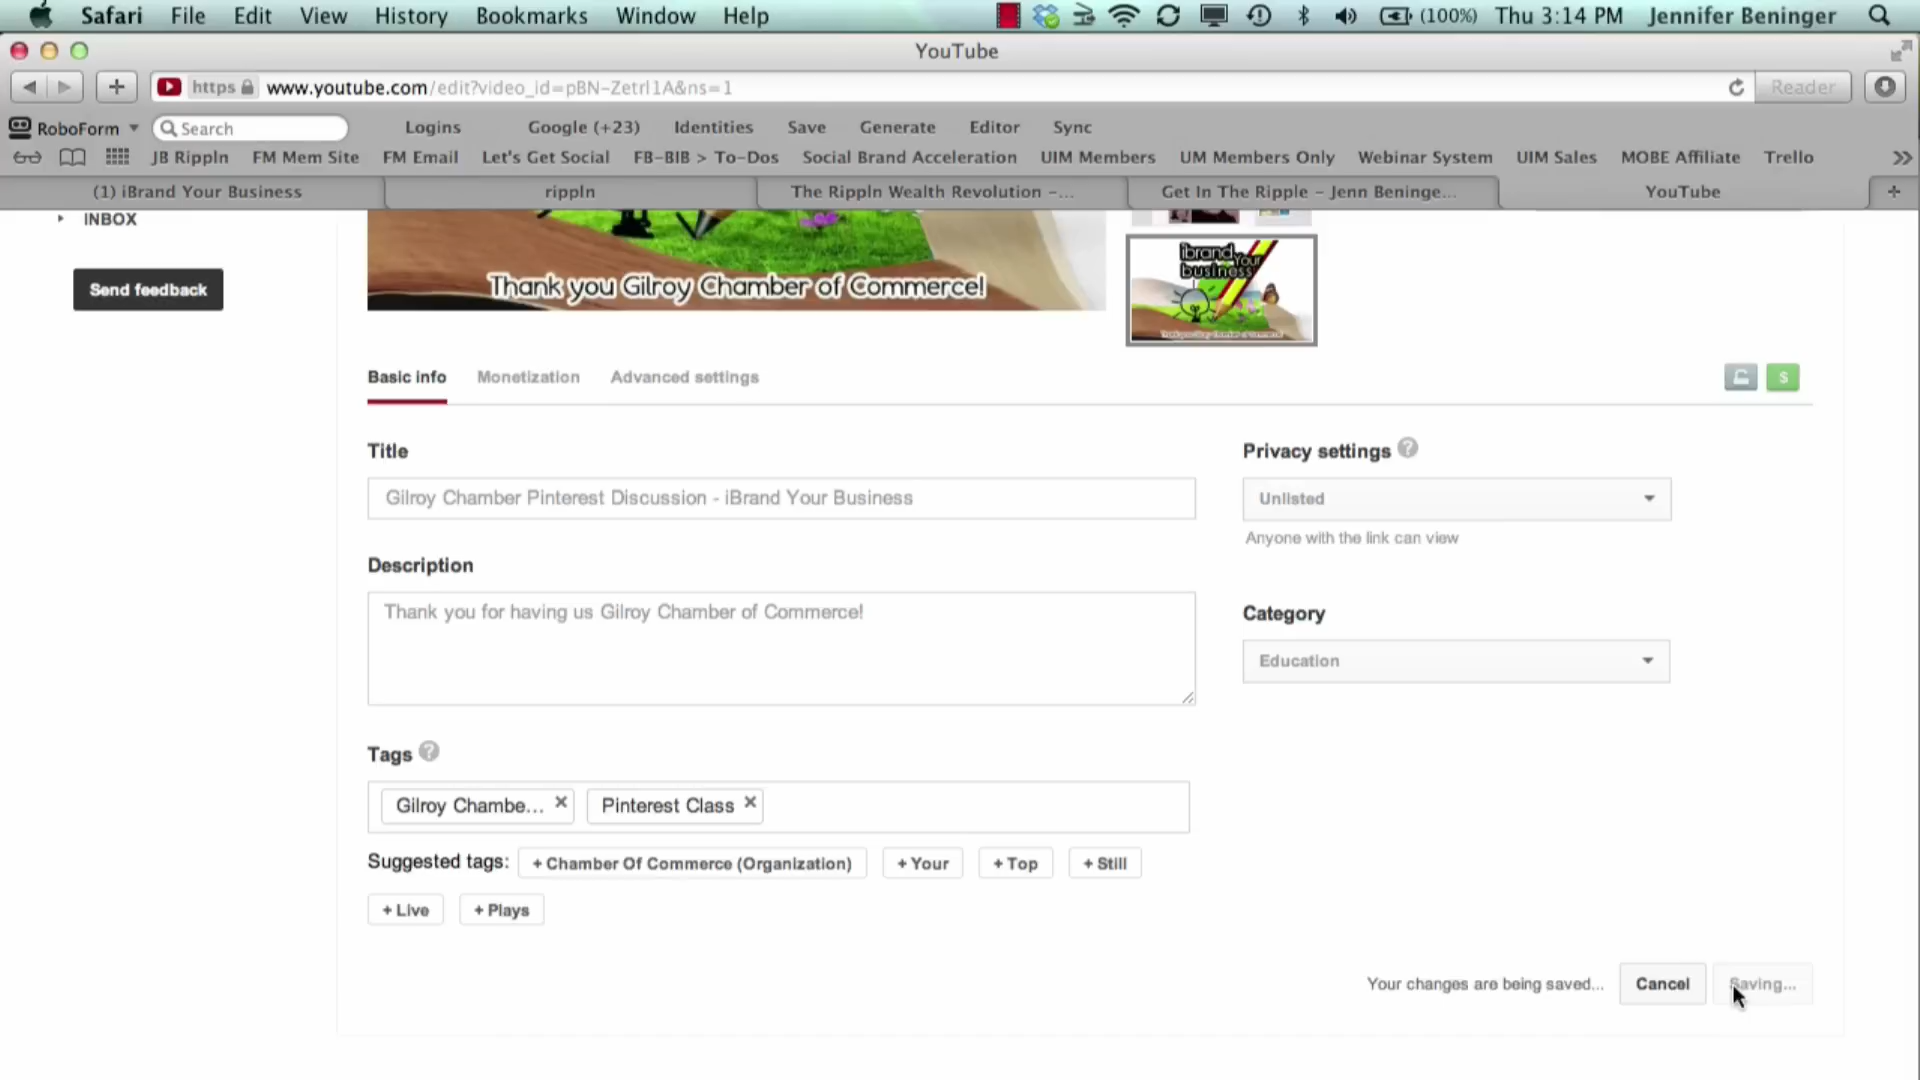 Safari File Edit View History Bookmarks Window Help (100%) Thu 3:14 PM Jennifer Beninger
YouTube
https www.youtube.com/edit?video_id=pBN-Zetrl1A&ns=1 Reader
RoboForm Search Logins Google (+23) Identities Save Generate Editor Sync
JB Rippln FM Mem Site FM Email Let's Get Social FB-BIB > To-Dos Social Brand Acceleration UIM Members UM Members Only Webinar System UIM Sales MOBE Affiliate Trello
(1) iBrand Your Business rippln The Rippln Wealth Revolution -... Get In The Ripple - Jenn Beninge... YouTube
INBOX
Send feedback
Thank you Gilroy Chamber of Commerce!
ibrand your
business
Basic info Monetization Advanced settings $
Title
Gilroy Chamber Pinterest Discussion - iBrand Your Business
Privacy settings ?
Unlisted
Anyone with the link can view
Description
Thank you for having us Gilroy Chamber of Commerce!
Category
Education
Tags ?
Gilroy Chambe... × Pinterest Class ×
Suggested tags: + Chamber Of Commerce (Organization) + Your + Top + Still
+ Live + Plays
Your changes are being saved... Cancel Saving...